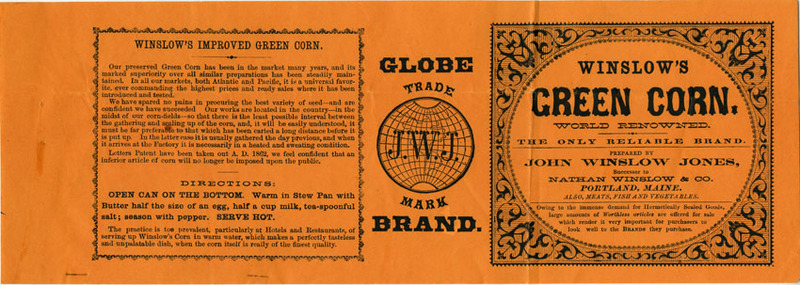 WINSLOW'S IMPROVED GREEN CORN.
Our preserved Green Corn has been in the market many years, and its
marked superiority over all similar preparations has been steadily main-
tained. In all our markets, both Atlantic and Pacific, it is a universal favor-
ite, ever commanding the highest prices and ready sales where it has been
introduced and tested.
We have spared no pains in procuring the best variety of seed—and are
confident we have succeeded Our works are located in the country—in the
midst of our corn-fields—so that there is the least possible interval between
the gathering and sealing up of the corn, and, it will be easily understood, it
must be far preferable to that which has been carried a long distance before it
is put up. In the latter case it is usually gathered the day previous, and when
it arrives at the Factory it is necessarily in a heated and sweating condition.
Letters Patent have been taken out A. D. 1862, we feel confident that an
inferior article of corn will no longer be imposed upon the public.
DIRECTIONS:
OPEN CAN ON THE BOTTOM. Warm in Stew Pan with
Butter half the size of an egg, half a cup milk, tea-spoonful
salt; season with pepper. SERVE HOT.
The practice is too prevalent, particularly at Hotels and Restaurants, of
serving up Winslow's Corn in warm water, which makes a perfectly tasteless
and unpalatable dish, when the corn itself is really of the finest quality.
GLOBE
TRADE
J.W.J.
MARK
BRAND.
WINSLOW'S
GREEN CORN.
WORLD RENOWNED.
THE ONLY RELIABLE BRAND.
PREPARED BY
JOHN WINSLOW JONES,
Successor to
NATHAN WINSLOW & CO.
PORTLAND, MAINE.
ALSO, MEATS, FISH AND VEGETABLES.
Owing to the immense demand for Hermetically Sealed Goods,
large amounts of Worthless articles are offered for sale
which render it very important for purchasers to
look well to the BRANDS they purchase.